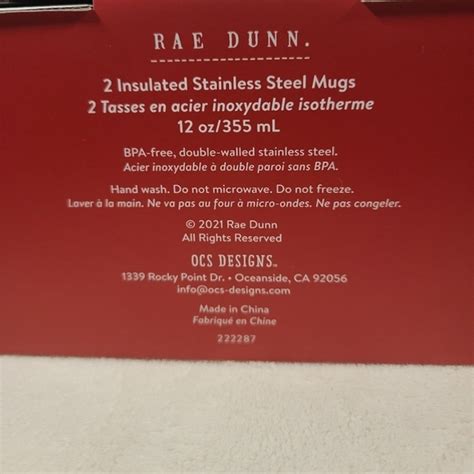 RAE DUNN.
2 Insulated Stainless Steel Mugs
2 Tasses en acier inoxydable isotherme
12 oz/355 mL
BPA-free, double-walled stainless steel.
Acier inoxydable à double paroi sans BPA.
Hand wash. Do not microwave. Do not freeze.
Laver à la main. Ne va pas au four à micro-ondes. Ne pas congeler.
© 2021 Rae Dunn
All Rights Reserved
OCS DESIGNS™
1339 Rocky Point Dr. • Oceanside, CA 92056
info@ocs-designs.com
Made in China
Fabriqué en Chine
222287